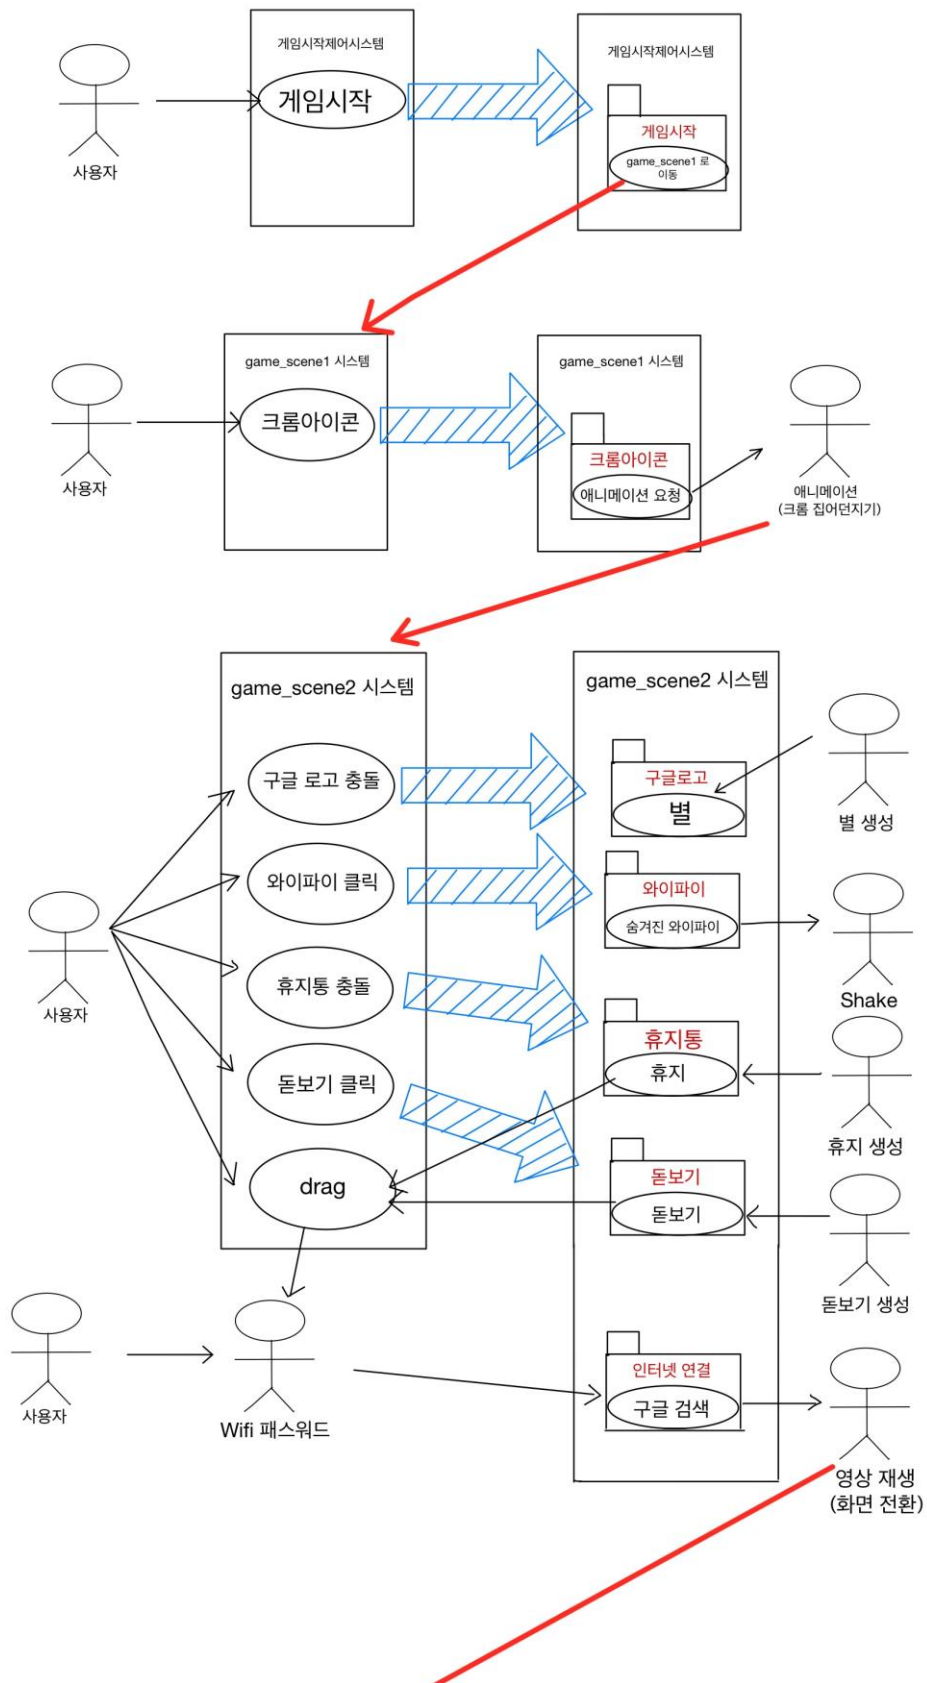 게임시작제어시스템
게임시작제어시스템
게임시작
게임시작
game_scene1 로
이동
사용자
game_scene1 시스템
game_scene1 시스템
크롬아이콘
크롬아이콘
애니메이션 요청
사용자
애니메이션
(크롬 집어던지기)
game_scene2 시스템
game_scene2 시스템
구글 로고 충돌
구글로고
별
별 생성
와이파이 클릭
와이파이
숨겨진 와이파이
Shake
사용자
휴지통 충돌
휴지통
휴지
휴지 생성
돋보기 클릭
돋보기
돋보기
돋보기 생성
drag
사용자
Wifi 패스워드
인터넷 연결
구글 검색
영상 재생
(화면 전환)